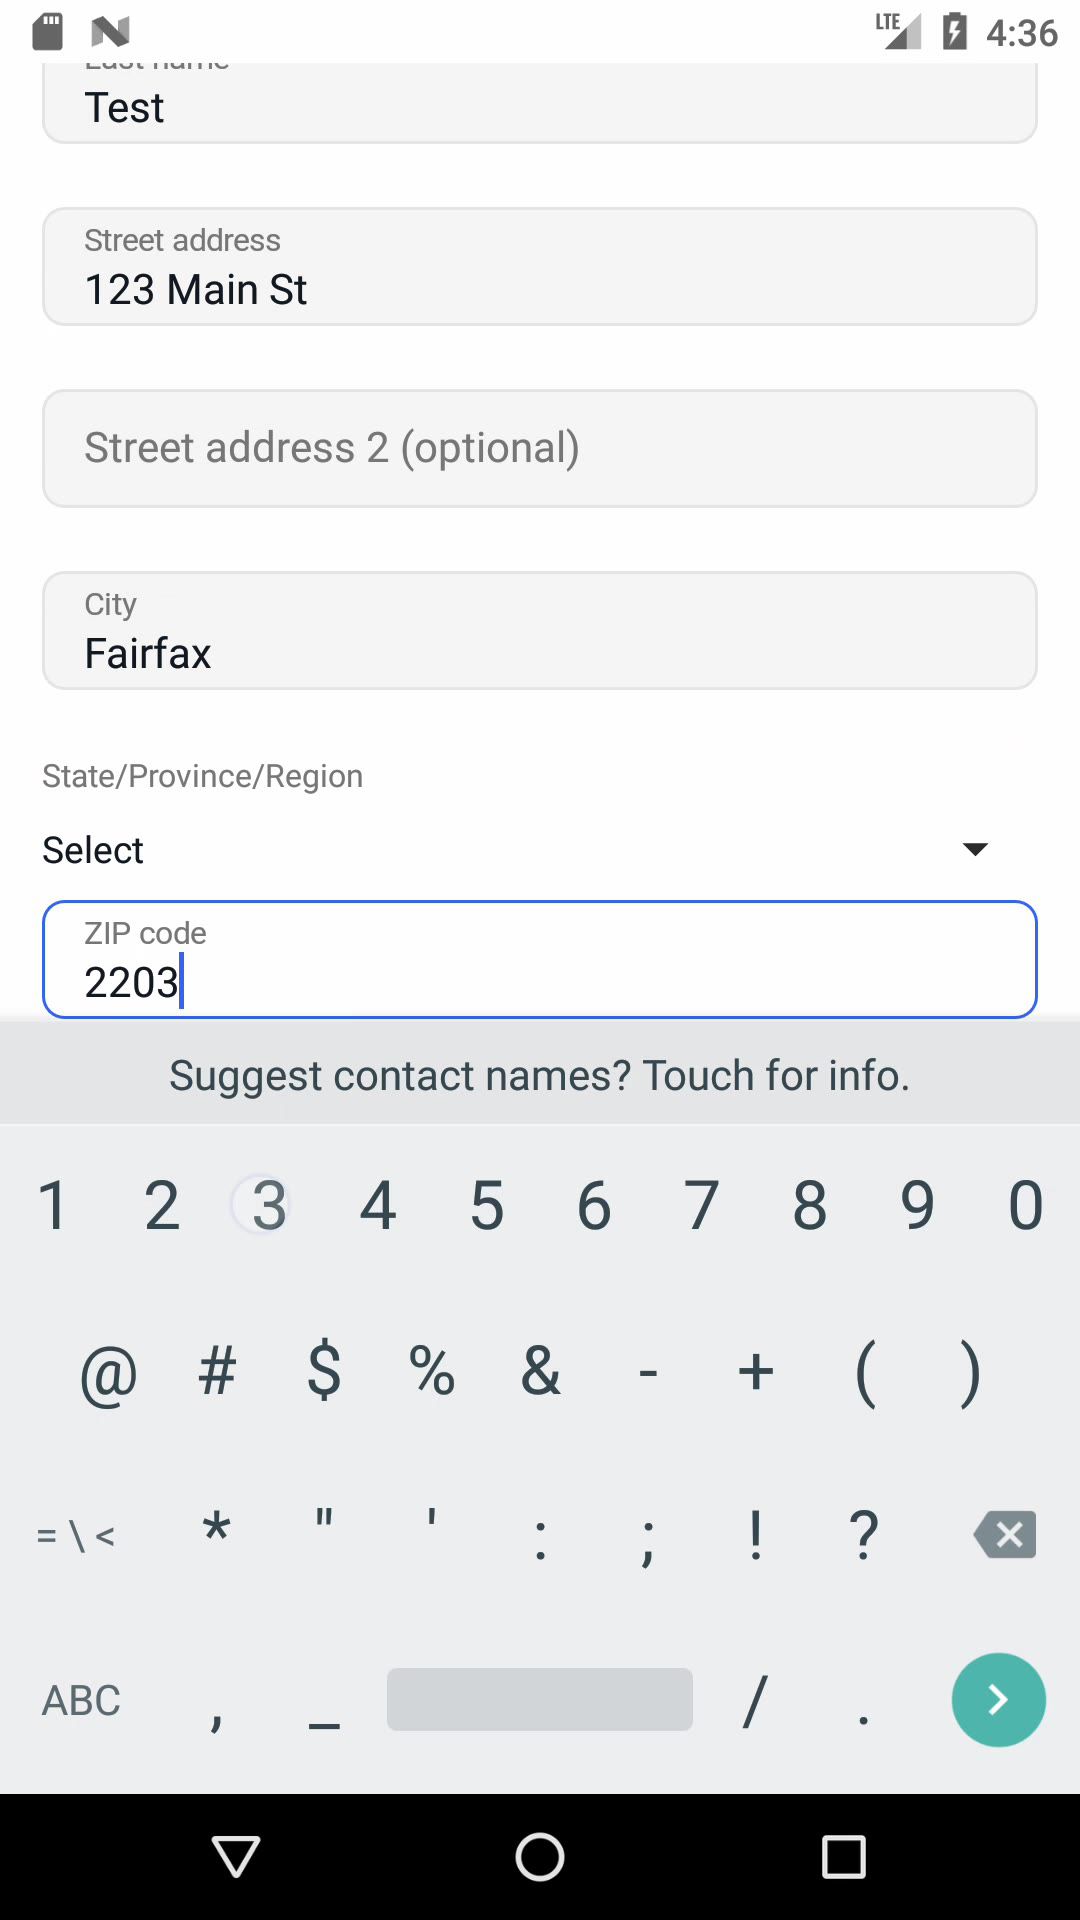 LTE 4:36
Last name
Test
Street address
123 Main St
Street address 2 (optional)
City
Fairfax
State/Province/Region
Select
ZIP code
2203
Suggest contact names? Touch for info.
1 2 3 4 5 6 7 8 9 0
@ # $ % & - + ( )
= \ < * " ' : ; ! ?
ABC , _ / .